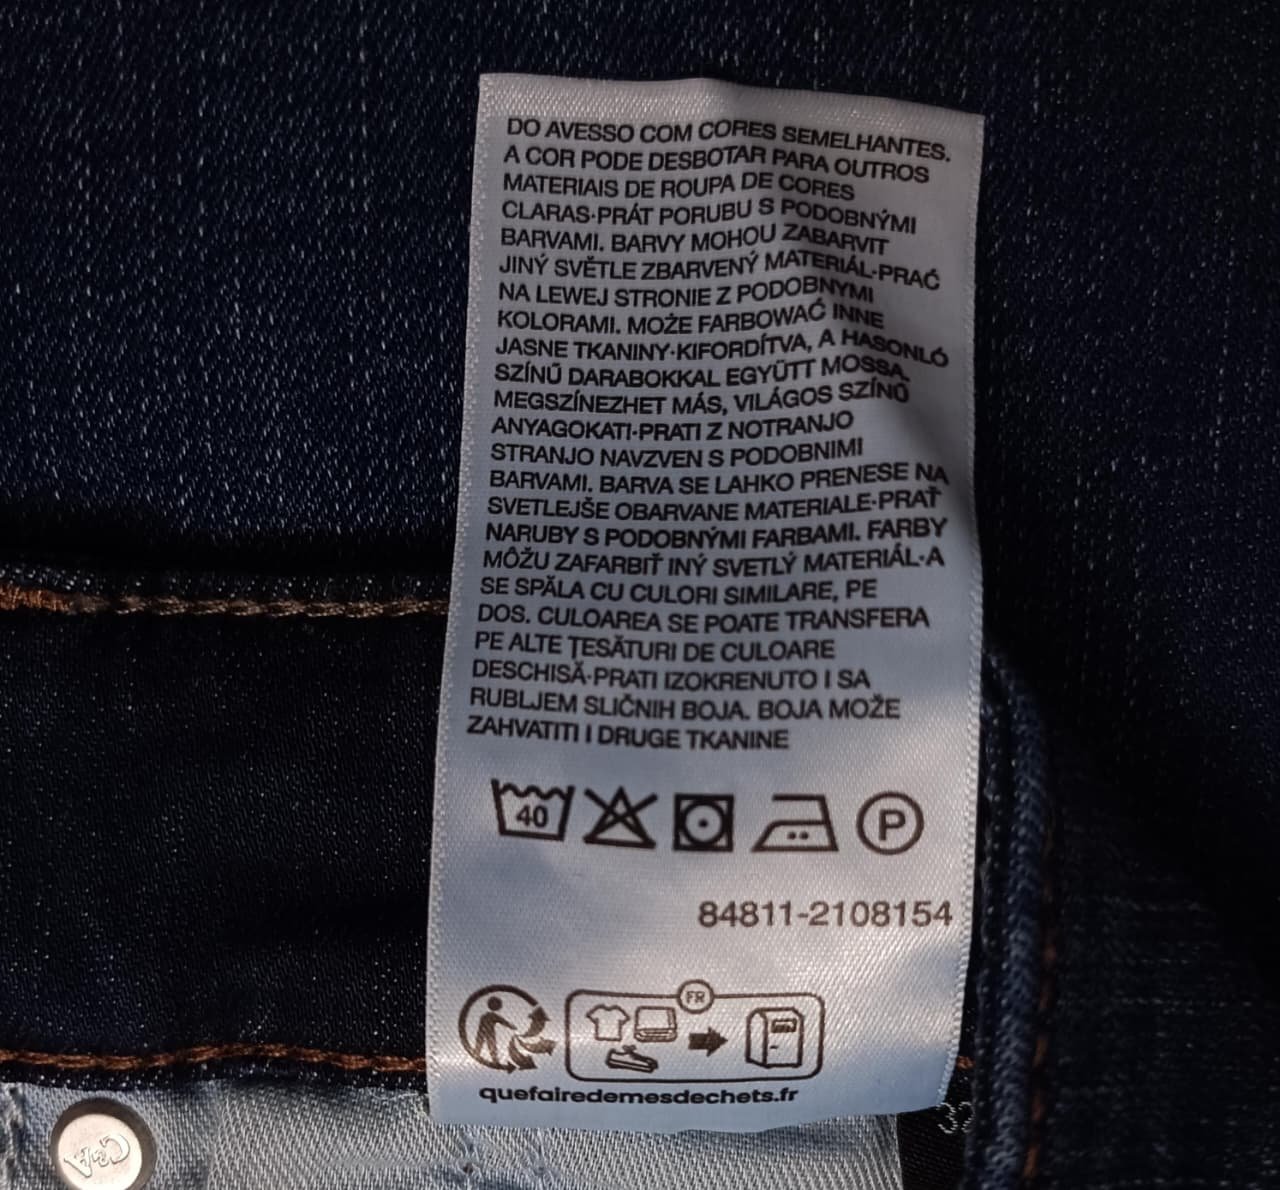 DO AVESSO COM CORES SEMELHANTES.
A COR PODE DESBOTAR PARA OUTROS
MATERIAIS DE ROUPA DE CORES
CLARAS·PRÁT PORUBU S PODOBNÝMI
BARVAMI. BARVY MOHOU ZABARVIT
JINÝ SVĚTLE ZBARVENÝ MATERIÁL·PRAĆ
NA LEWEJ STRONIE Z PODOBNYMI
KOLORAMI. MOŻE FARBOWAĆ INNE
JASNE TKANINY·KIFORDÍTVA, A HASONLÓ
SZÍNŰ DARABOKKAL EGYÜTT MOSSA.
MEGSZÍNEZHET MÁS, VILÁGOS SZÍNŰ
ANYAGOKATI·PRATI Z NOTRANJO
STRANJO NAVZVEN S PODOBNIMI
BARVAMI. BARVA SE LAHKO PRENESE NA
SVETLEJŠE OBARVANE MATERIALE·PRAŤ
NARUBY S PODOBNÝMI FARBAMI. FARBY
MÔŽU ZAFARBIŤ INÝ SVETLÝ MATERIÁL·A
SE SPĂLA CU CULORI SIMILARE, PE
DOS. CULOAREA SE POATE TRANSFERA
PE ALTE ŢESĂTURI DE CULOARE
DESCHISĂ·PRATI IZOKRENUTO I SA
RUBLJEM SLIČNIH BOJA. BOJA MOŽE
ZAHVATITI I DRUGE TKANINE
40
P
84811-2108154
FR
quefairedemesdechets.fr
32
C&A